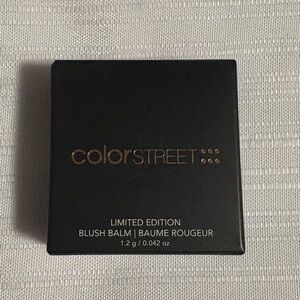 colorSTREET
LIMITED EDITION
BLUSH BALM | BAUME ROUGEUR
1.2 g / 0.042 oz.